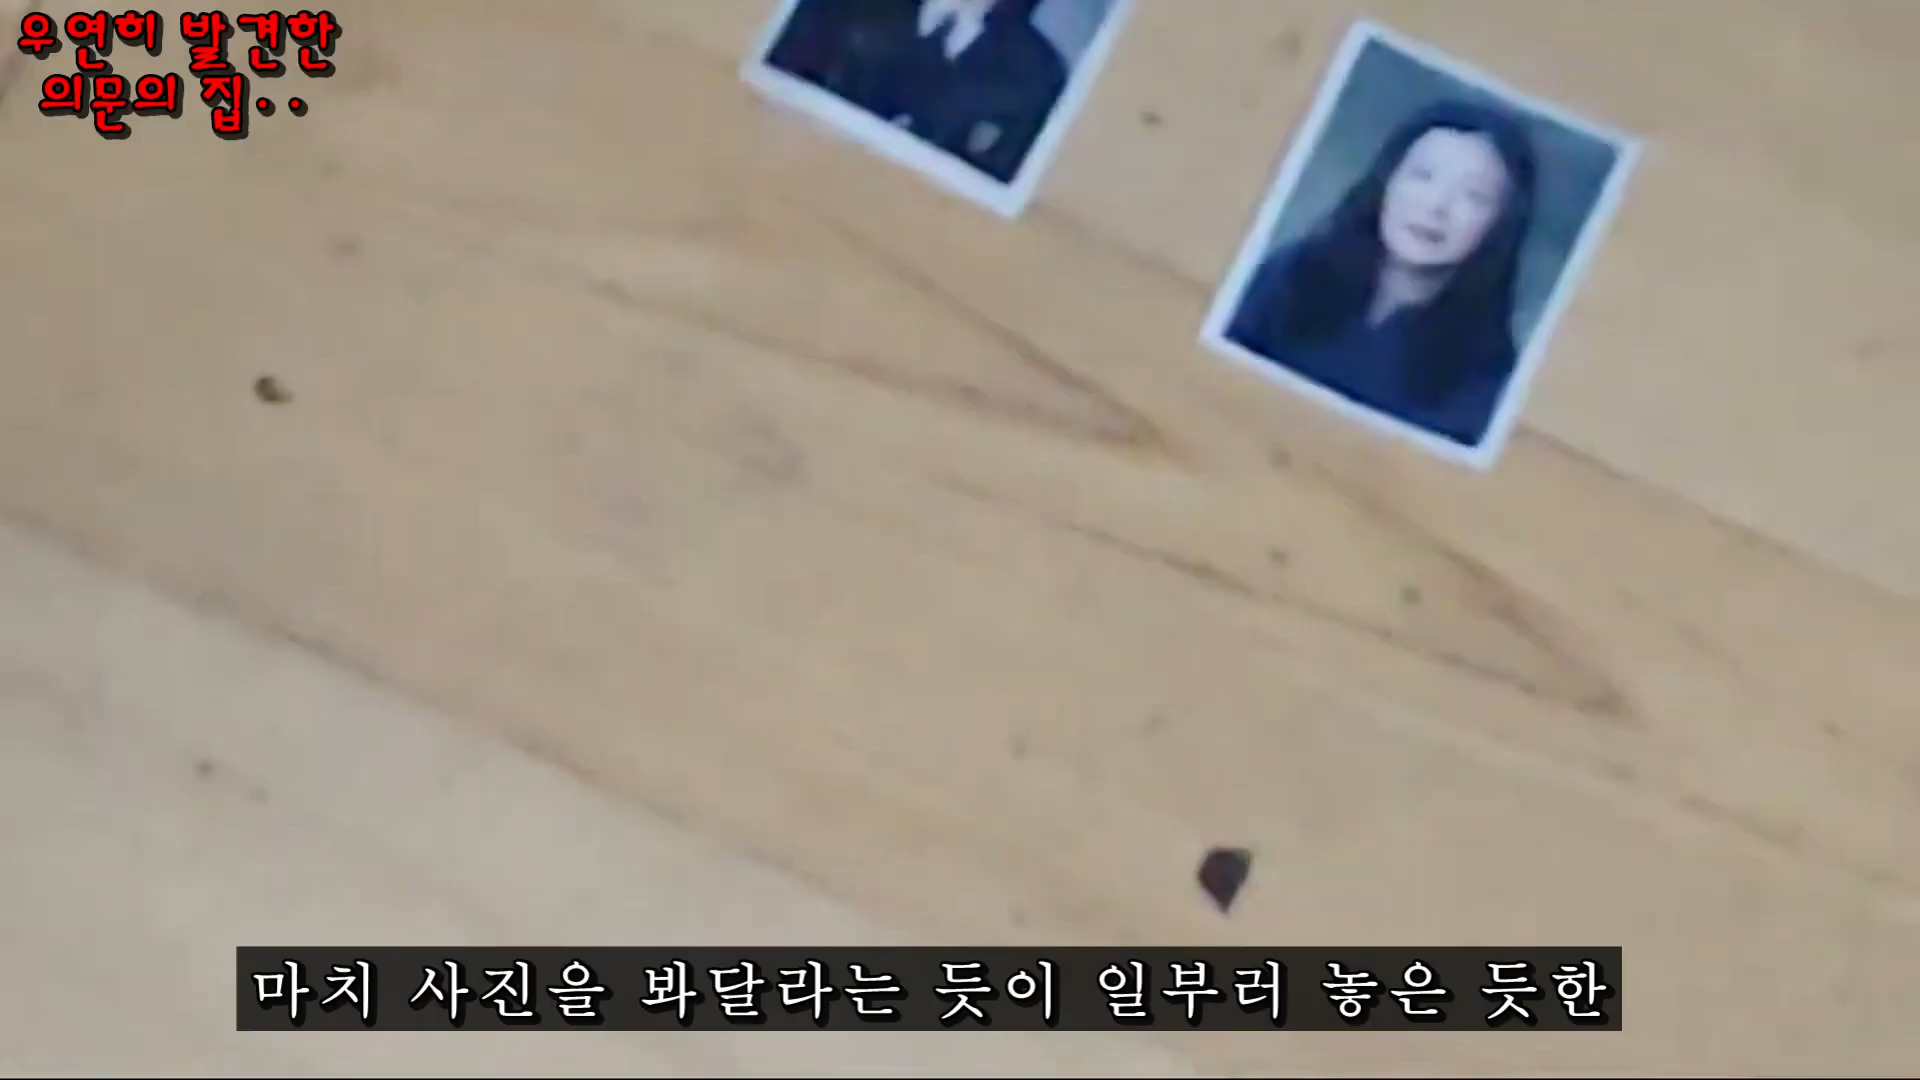 우연히 발견한
의문의 집..
마치 사진을 봐달라는 듯이 일부러 놓은 듯한